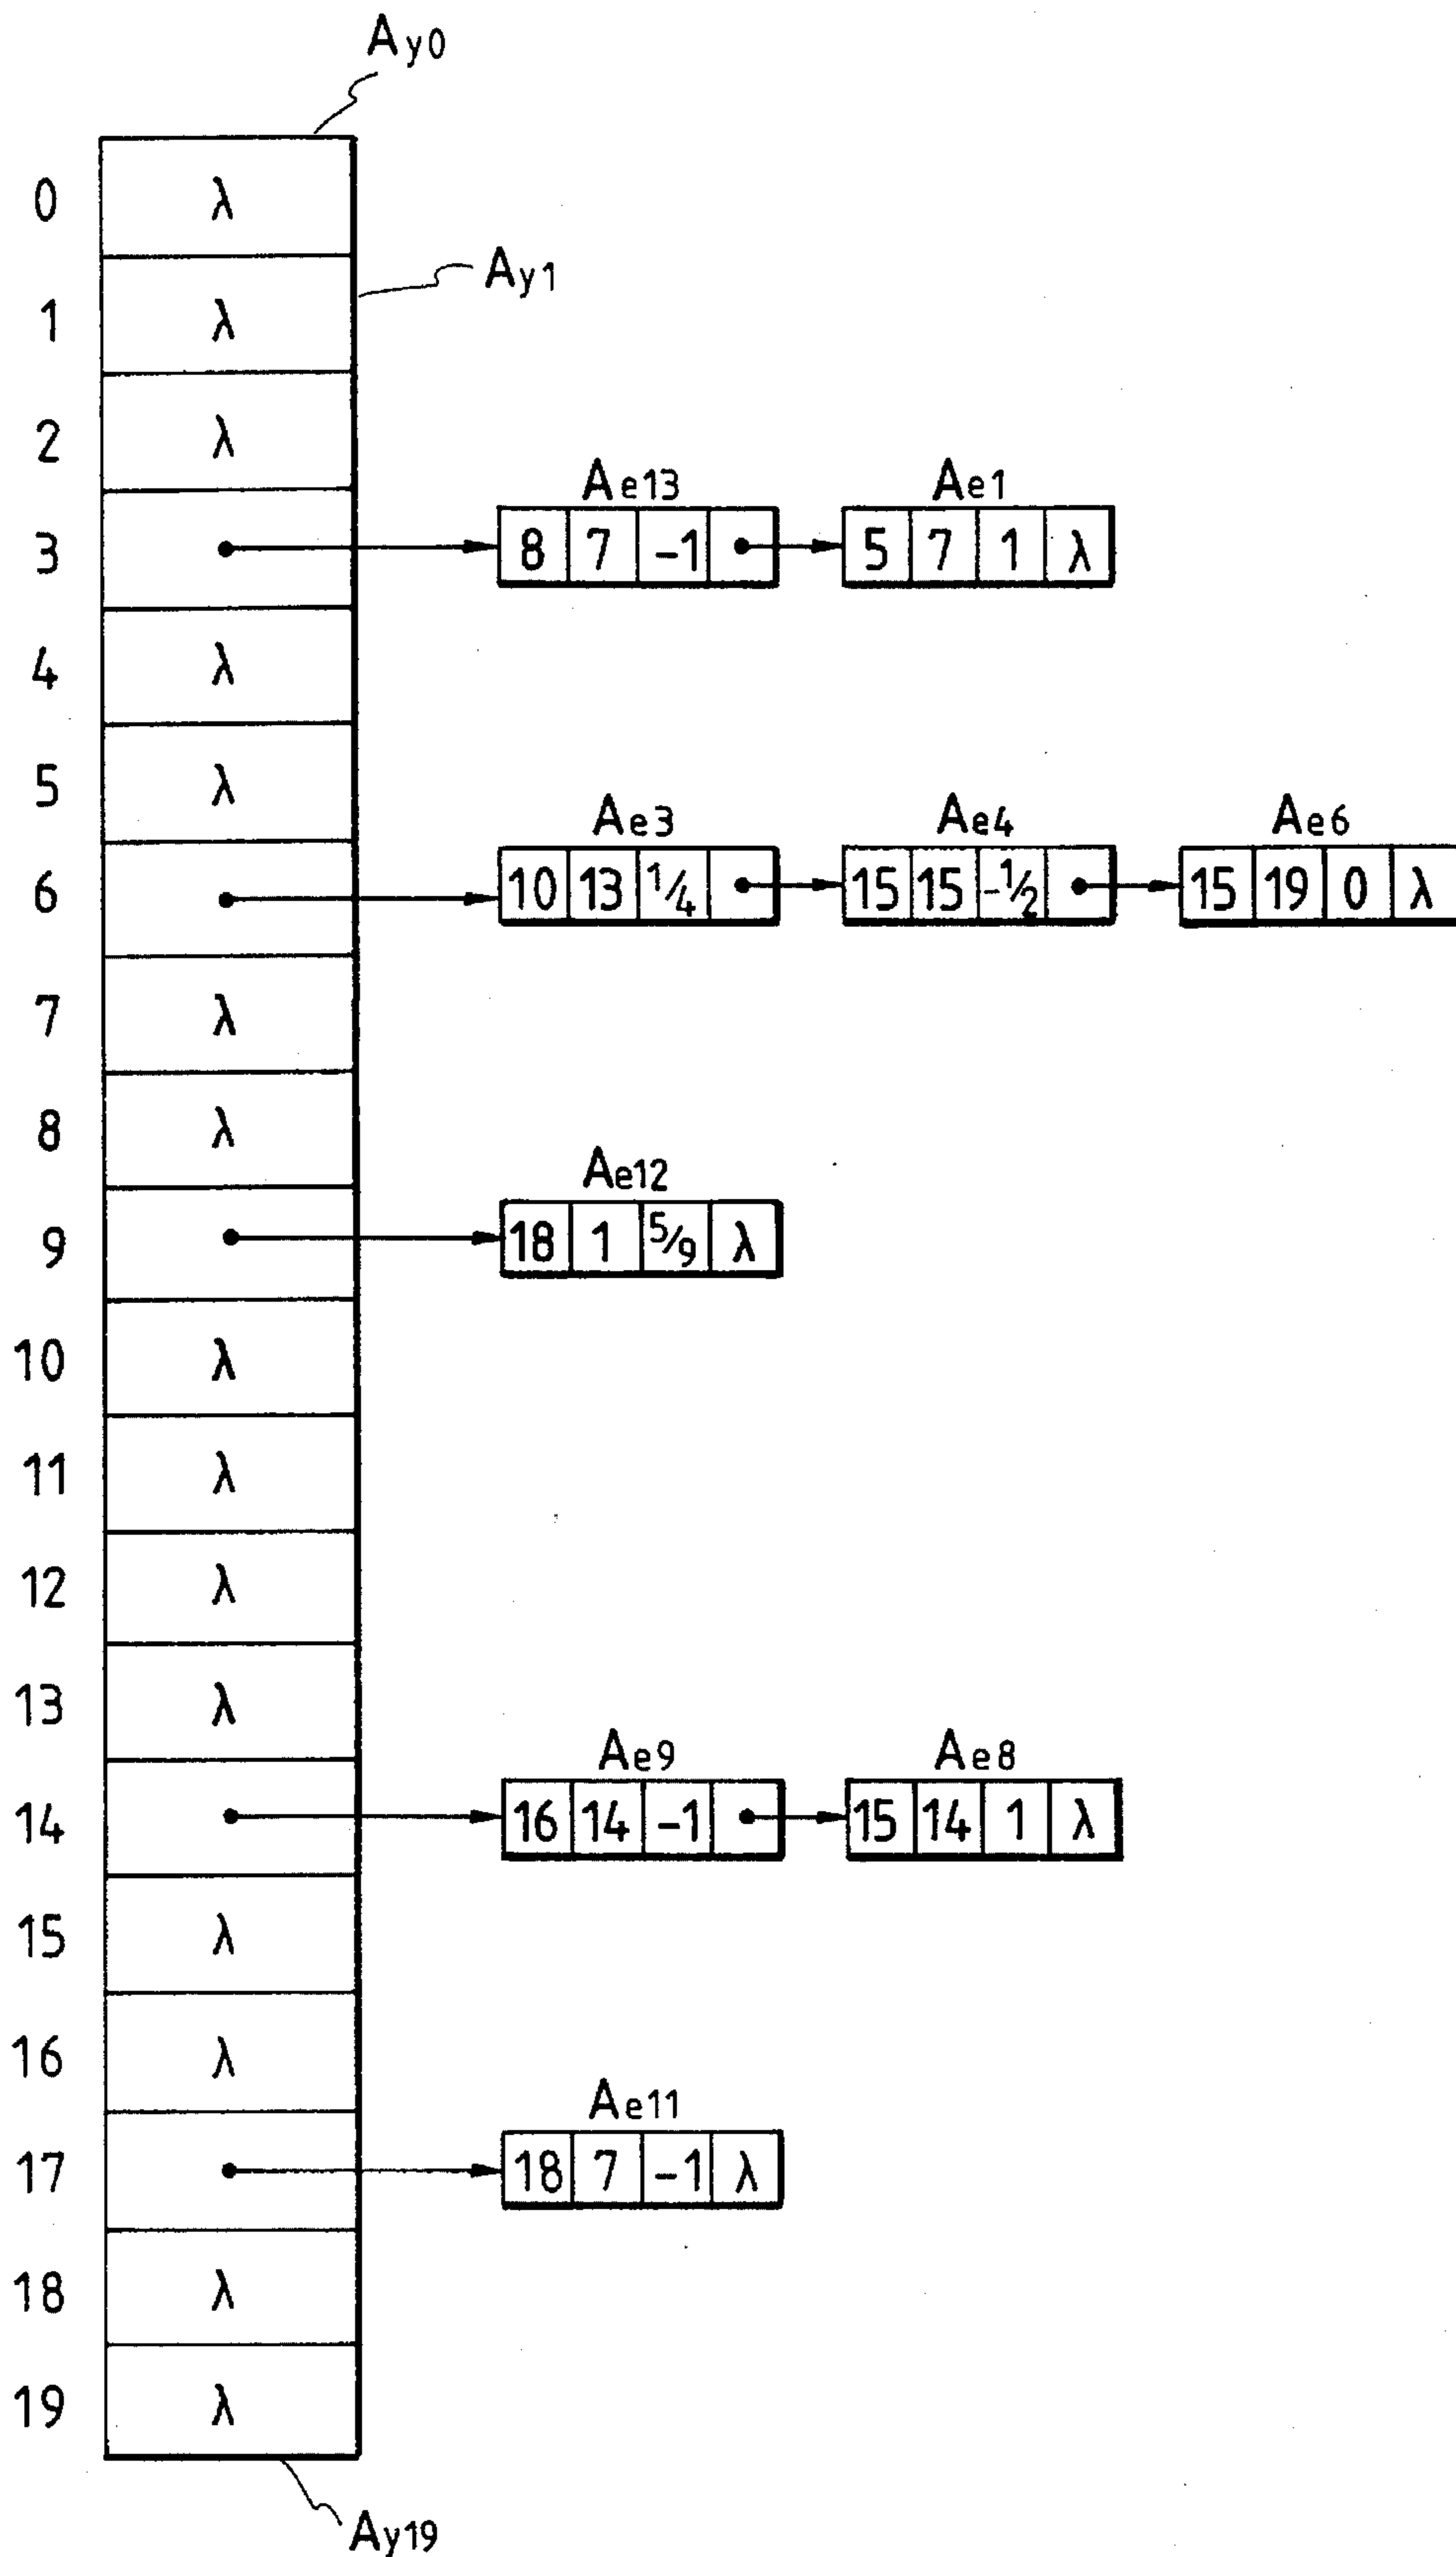 Ay0
0 λ
Ay1
1 λ
2 λ
Ae13 Ae1
3 8 7 -1 5 7 1 λ
4 λ
5 λ
Ae3 Ae4 Ae6
6 10 13 1/4 15 15 -1/2 15 19 0 λ
7 λ
8 λ
Ae12
9 18 1 5/9 λ
10 λ
11 λ
12 λ
13 λ
Ae9 Ae8
14 16 14 -1 15 14 1 λ
15 λ
16 λ
Ae11
17 18 7 -1 λ
18 λ
19 λ
Ay19